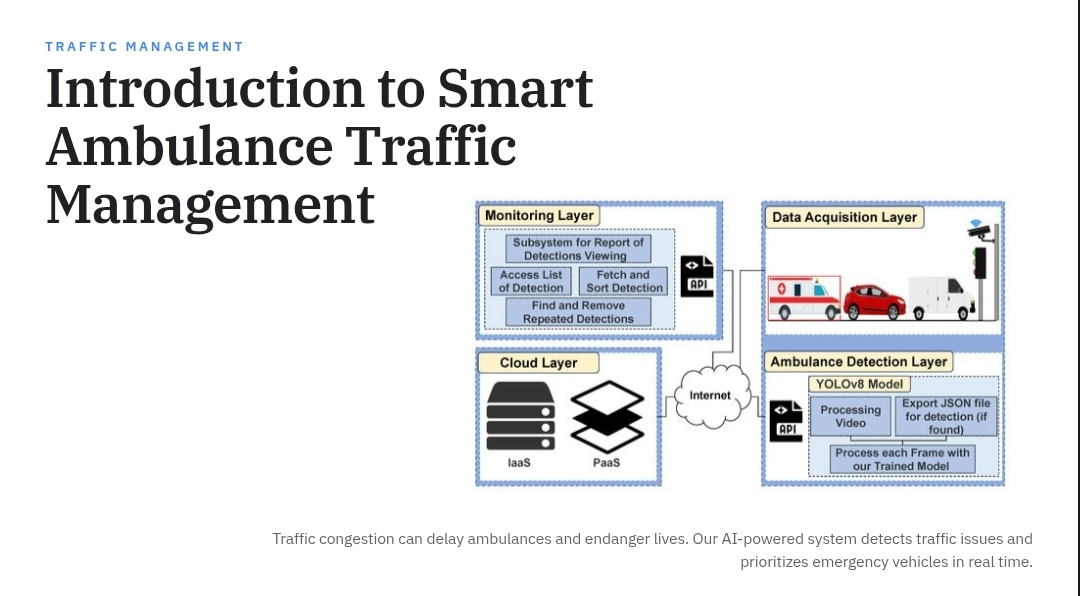 TRAFFIC MANAGEMENT
Introduction to Smart
Ambulance Traffic
Management
Monitoring Layer
Subsystem for Report of
Detections Viewing
Access List
of Detection
Fetch and
Sort Detection
Find and Remove
Repeated Detections
API
Data Acquisition Layer
Cloud Layer
IaaS
PaaS
Internet
Ambulance Detection Layer
YOLOv8 Model
API
Processing
Video
Export JSON file
for detection (if
found)
Process each Frame with
our Trained Model
Traffic congestion can delay ambulances and endanger lives. Our AI-powered system detects traffic issues and
prioritizes emergency vehicles in real time.